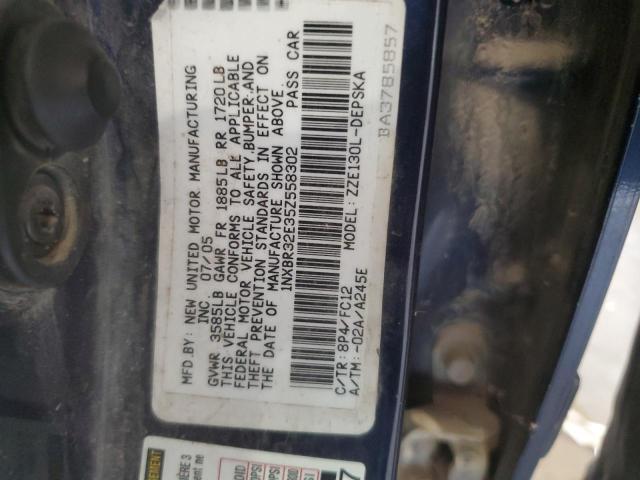 MFD.BY: NEW UNITED MOTOR MANUFACTURING
INC. 07/05
GVWR 3585LB GAWR FR 1885LB RR 1720LB
THIS VEHICLE CONFORMS TO ALL APPLICABLE
FEDERAL MOTOR VEHICLE SAFETY,BUMPER,AND
THEFT PREVENTION STANDARDS IN EFFECT ON
THE DATE OF MANUFACTURE SHOWN ABOVE.
1NXBR32E35Z558302 PASS CAR
MODEL: ZZE130L-DEPSKA
C/TR: 8P4/FC12
A/TM: -02A/A245E
BA3785857